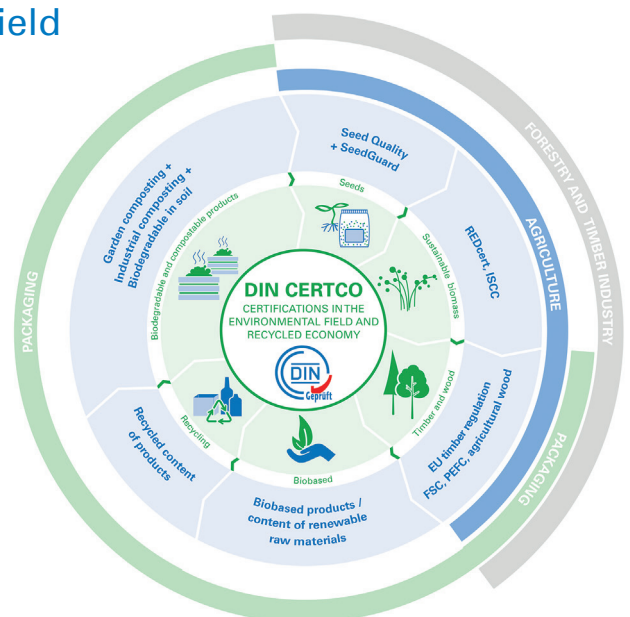 ield
FORESTRY AND TIMBER INDUSTRY
AGRICULTURE
PACKAGING
PACKAGING
Seed Quality
+ SeedGuard
REDcert, ISCC
EU timber regulation
FSC, PEFC, agricultural wood
Biobased products /
content of renewable
raw materials
Recycled content
of products
Garden composting +
Industrial composting +
Biodegradable in soil
Seeds
Sustainable biomass
Timber and wood
Biobased
Recycling
Biodegradable and compostable products
DIN CERTCO
CERTIFICATIONS IN THE
ENVIRONMENTAL FIELD AND
RECYCLED ECONOMY
DIN
Geprüft